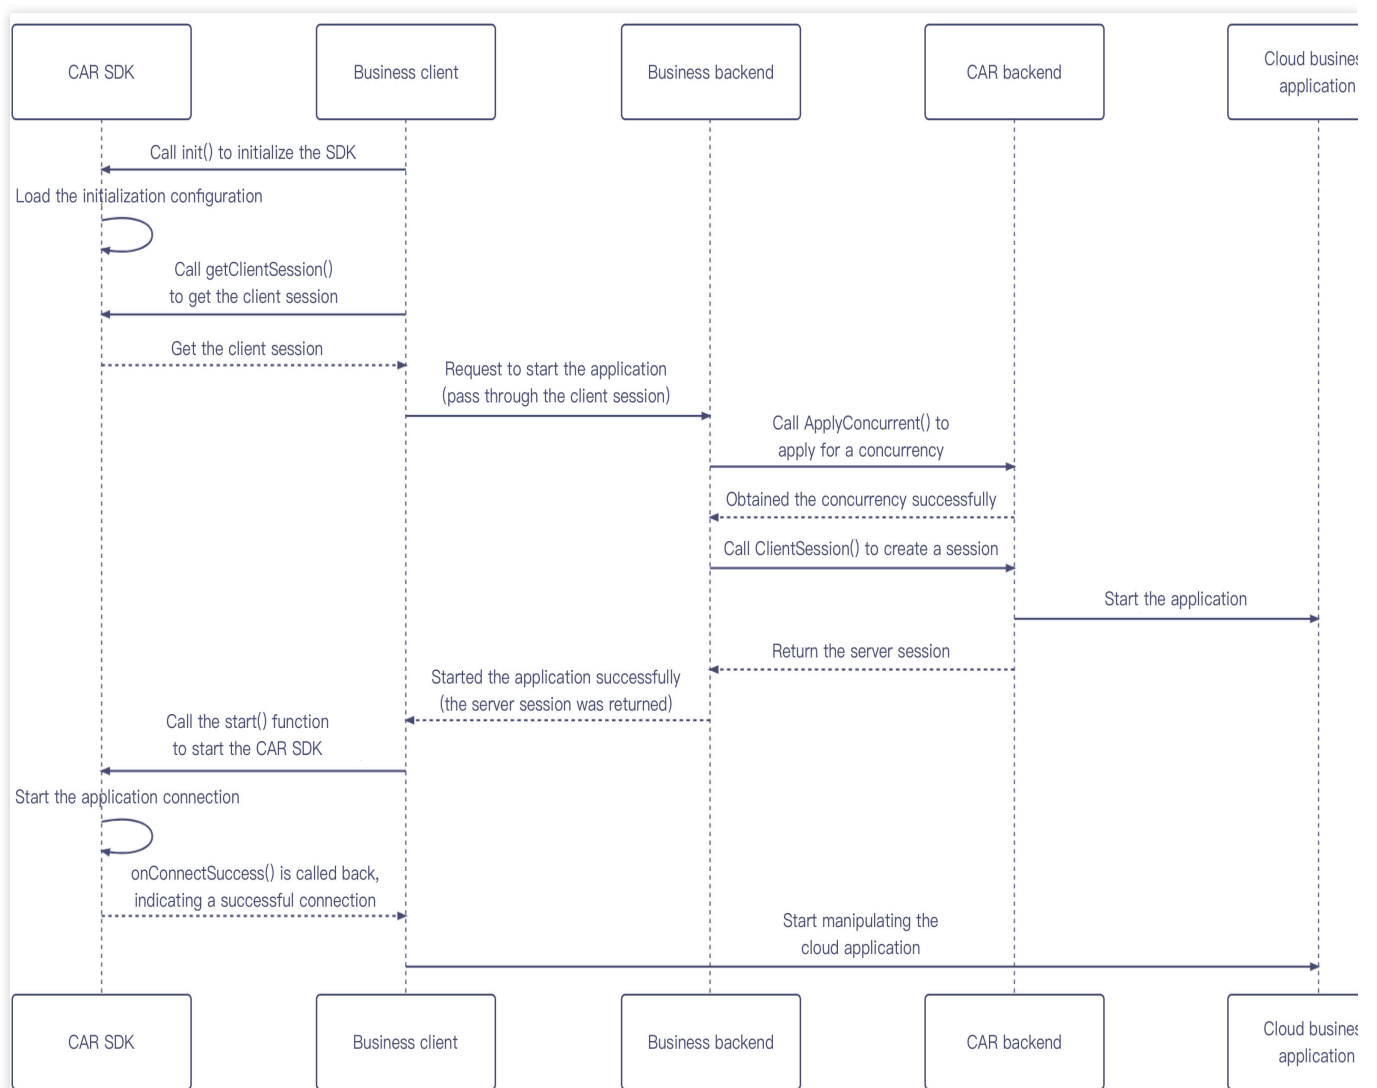 CAR SDK
Business client
Business backend
CAR backend
Cloud busines
application
Call init() to initialize the SDK
Load the initialization configuration
Call getClientSession()
to get the client session
Get the client session
Request to start the application
(pass through the client session)
Call ApplyConcurrent() to
apply for a concurrency
Obtained the concurrency successfully
Call ClientSession() to create a session
Start the application
Return the server session
Started the application successfully
(the server session was returned)
Call the start() function
to start the CAR SDK
Start the application connection
onConnectSuccess() is called back,
indicating a successful connection
Start manipulating the
cloud application
CAR SDK
Business client
Business backend
CAR backend
Cloud busines
application